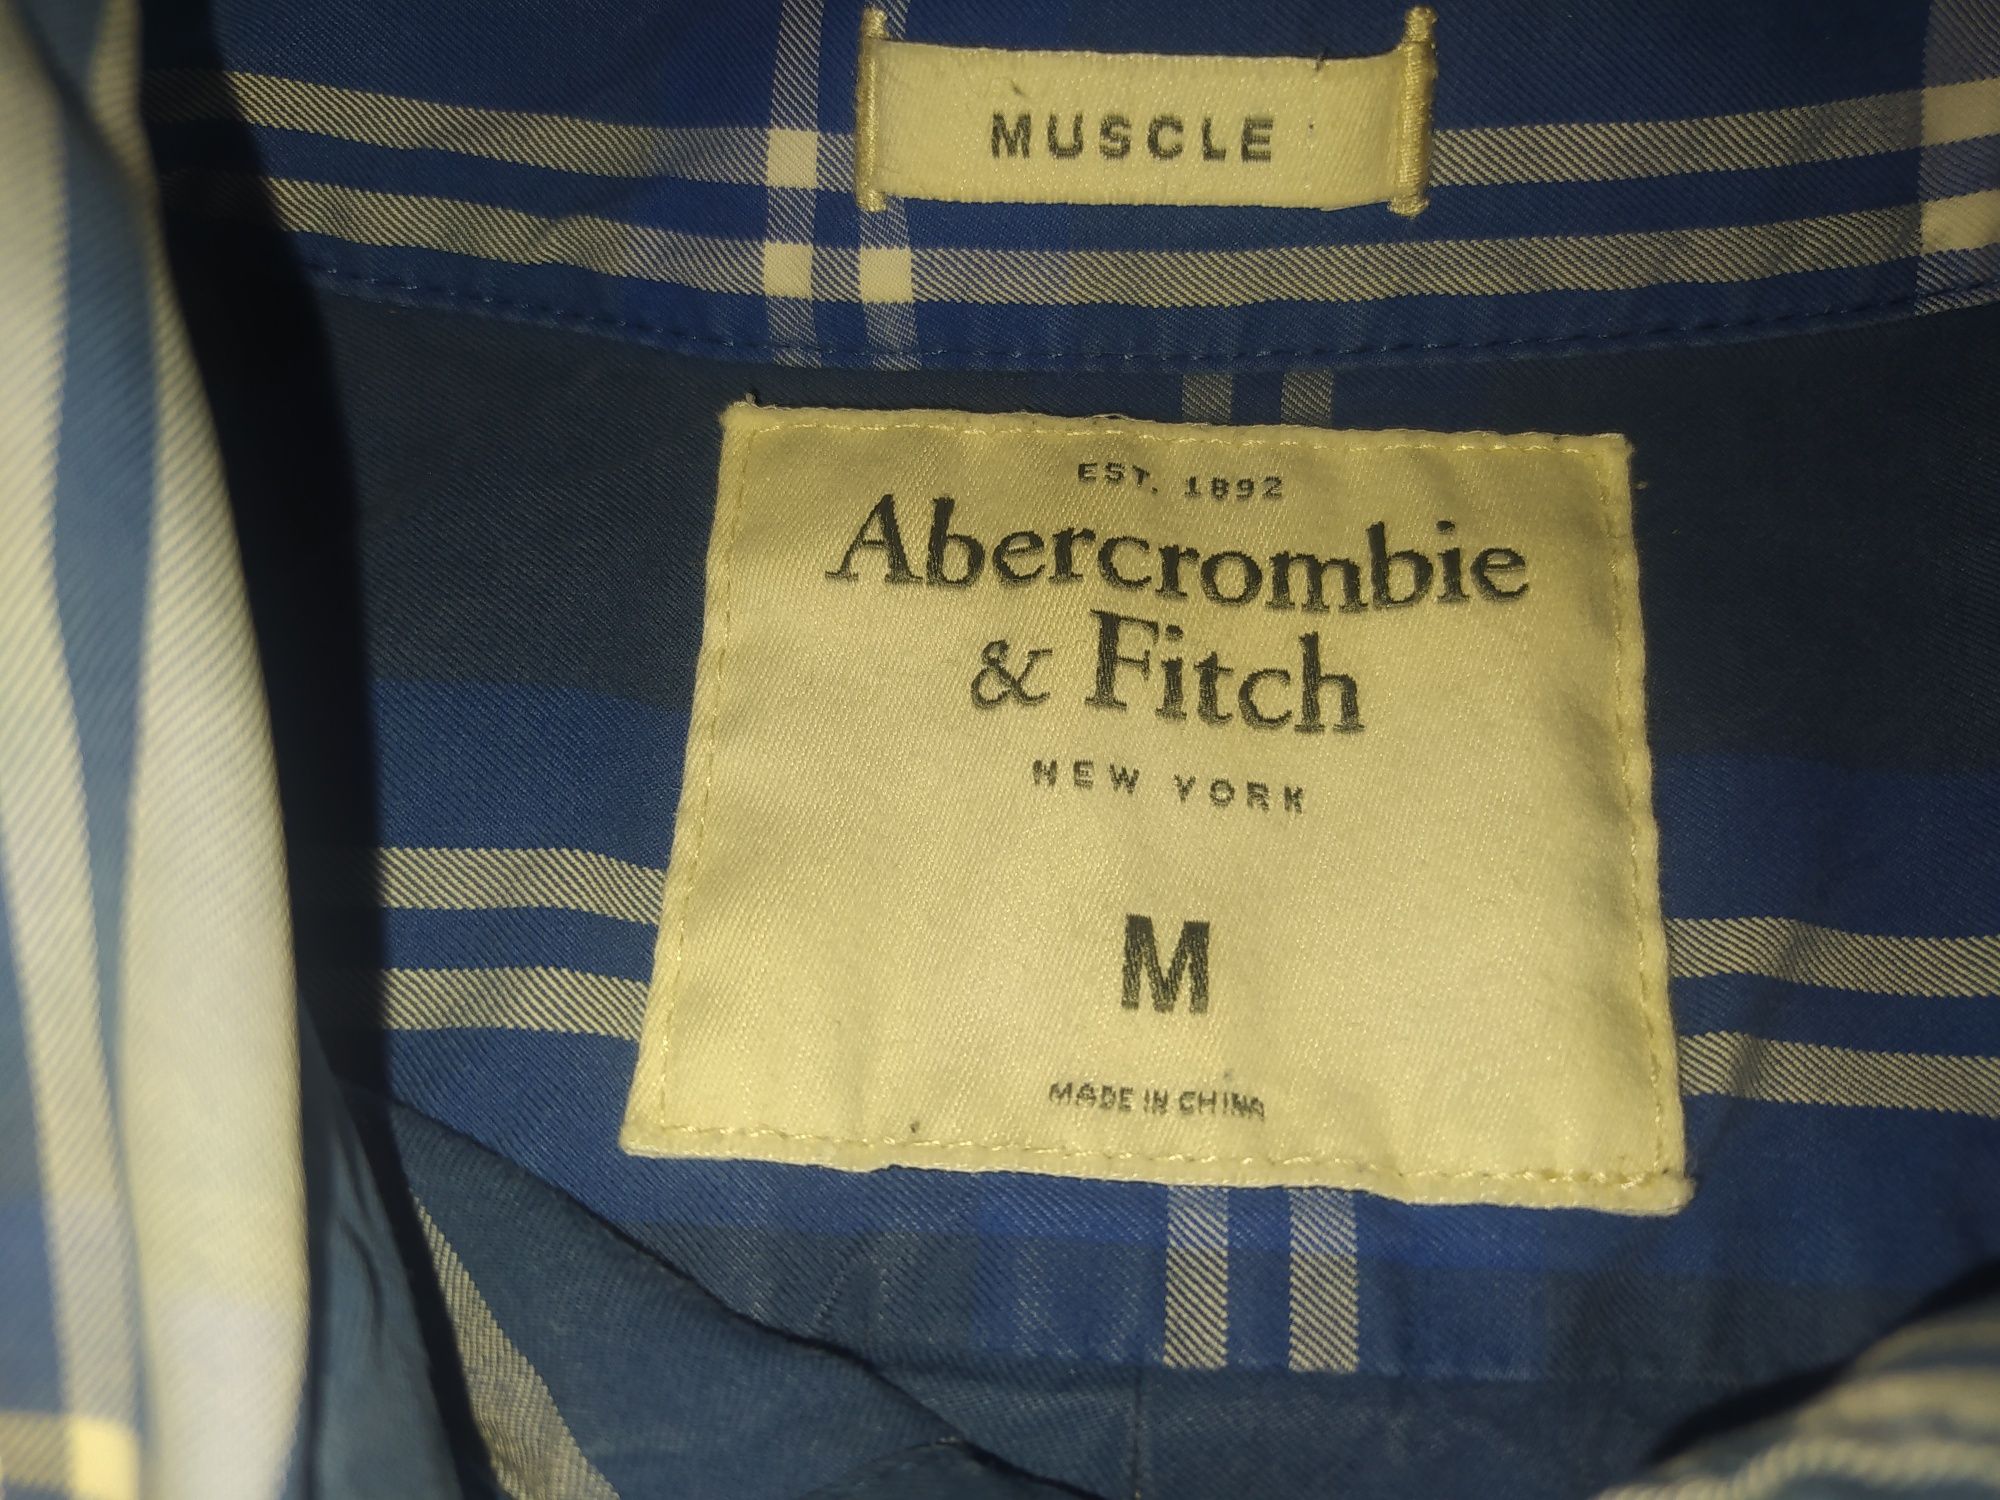 MUSCLE
EST. 1892
Abercrombie
& Fitch
NEW YORK
M
MADE IN CHINA